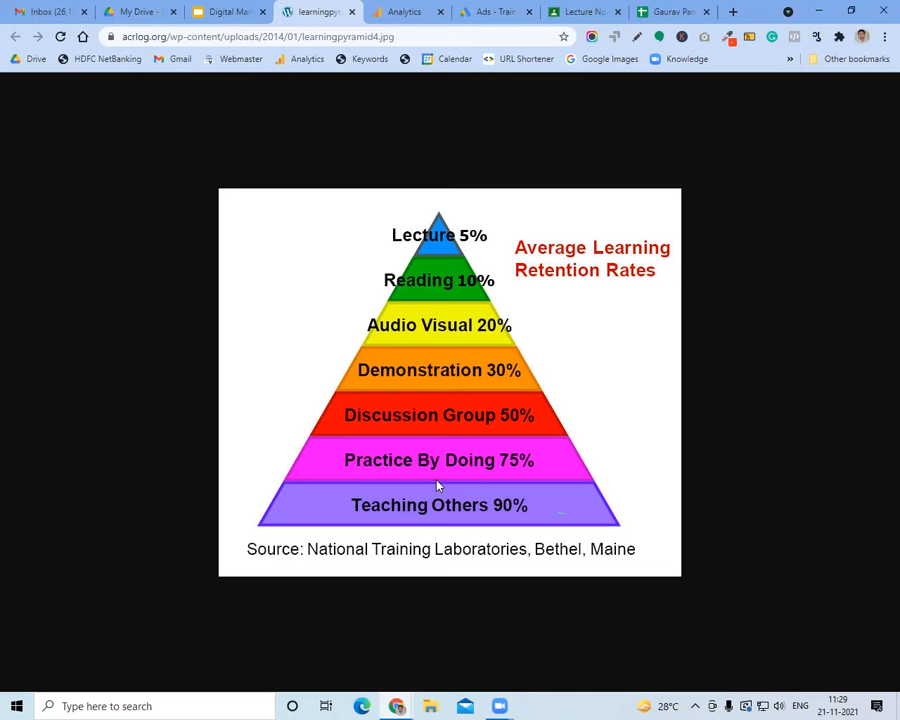 Inbox (26,1
My Drive -
Digital Mar
learningpyr
Analytics
Ads - Train
Lecture No
Gaurav Pan
acrlog.org/wp-content/uploads/2014/01/learningpyramid4.jpg
Drive
HDFC NetBanking
Gmail
Webmaster
Analytics
Keywords
Calendar
URL Shortener
Google Images
Knowledge
»
Other bookmarks
Lecture 5%
Average Learning
Retention Rates
Reading 10%
Audio Visual 20%
Demonstration 30%
Discussion Group 50%
Practice By Doing 75%
Teaching Others 90%
Source: National Training Laboratories, Bethel, Maine
Type here to search
28°C
ENG
11:29
21-11-2021